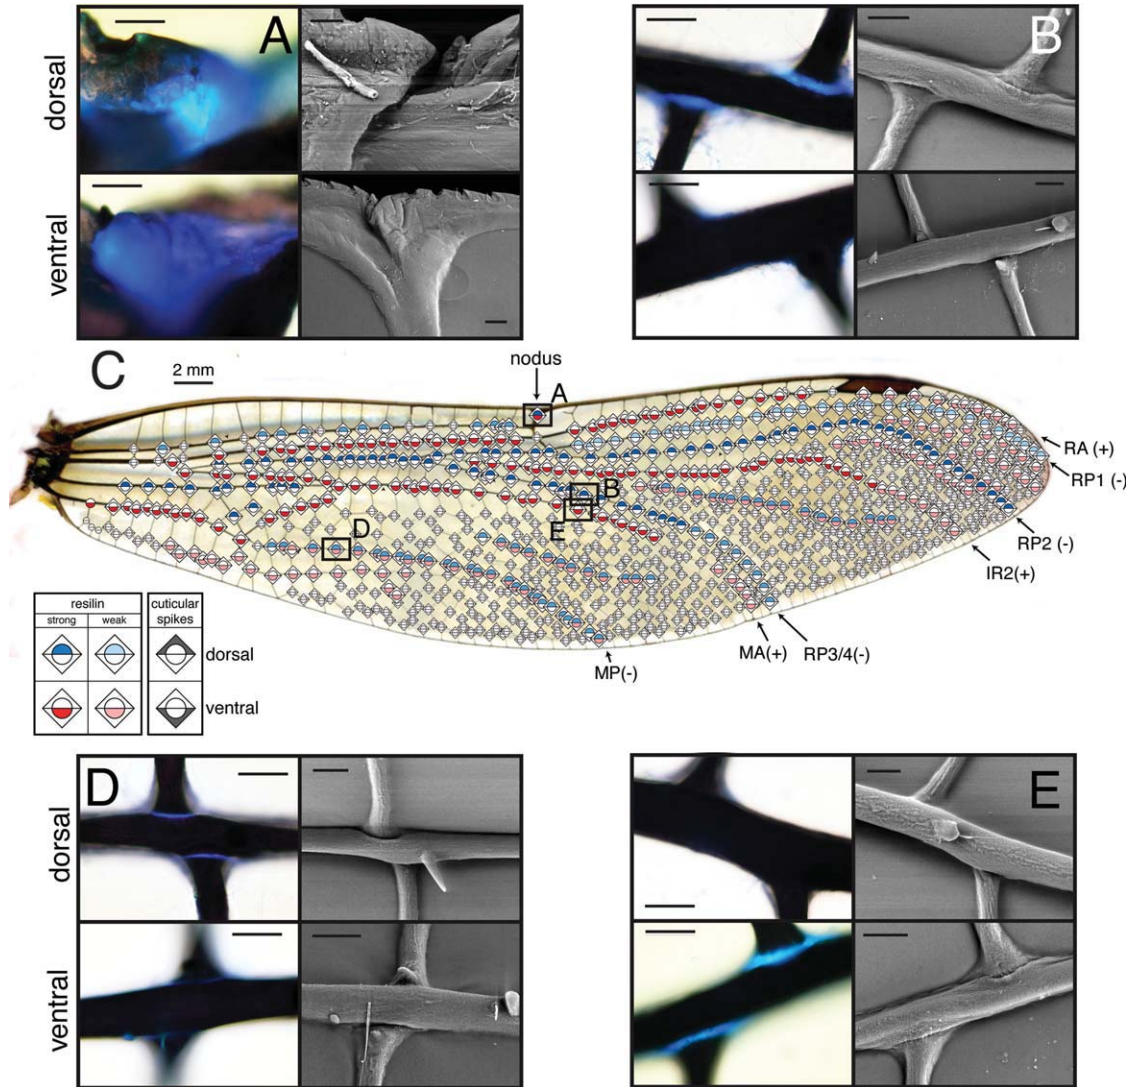 A
B
dorsal
ventral
C
2 mm
nodus
A
B
E
D
RA (+)
RP1 (-)
RP2 (-)
IR2(+)
RP3/4(-)
MA(+)
MP(-)
resilin
cuticular
spikes
strong
weak
dorsal
ventral
D
E
dorsal
ventral